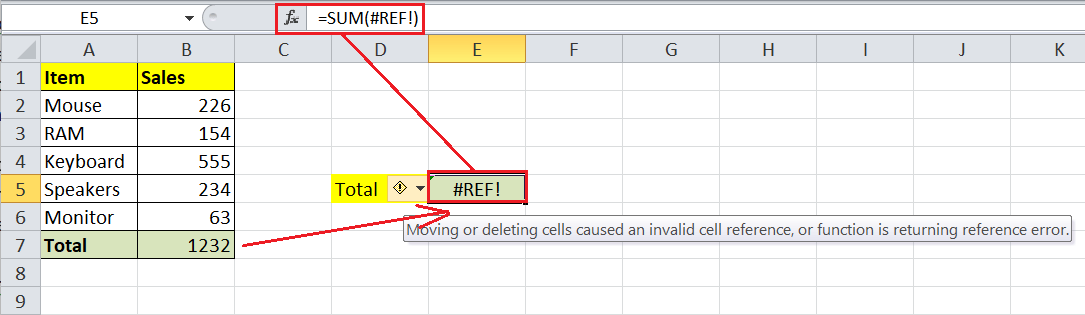 E5 fx =SUM(#REF!)
A B C D E F G H I J K
1 Item Sales
2 Mouse 226
3 RAM 154
4 Keyboard 555
5 Speakers 234 Total #REF!
6 Monitor 63
Moving or deleting cells caused an invalid cell reference, or function is returning reference error.
7 Total 1232
8
9